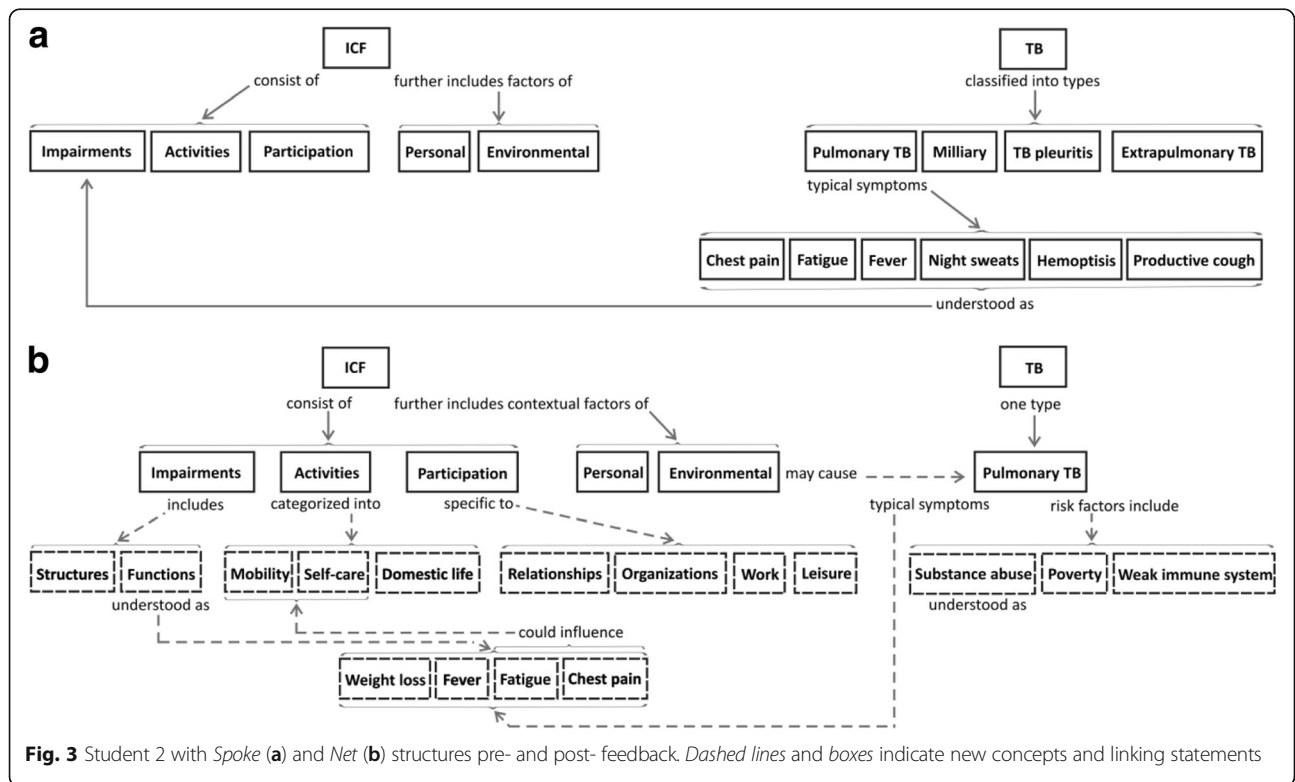 a
ICF
TB
consist of
further includes factors of
classified into types
Impairments
Activities
Participation
Personal
Environmental
Pulmonary TB
Milliary
TB pleuritis
Extrapulmonary TB
typical symptoms
Chest pain
Fatigue
Fever
Night sweats
Hemoptisis
Productive cough
understood as
b
ICF
TB
consist of
further includes contextual factors of
one type
Impairments
Activities
Participation
Personal
Environmental
may cause
Pulmonary TB
includes
categorized into
specific to
typical symptoms
risk factors include
Structures
Functions
Mobility
Self-care
Domestic life
Relationships
Organizations
Work
Leisure
Substance abuse
Poverty
Weak immune system
understood as
understood as
could influence
Weight loss
Fever
Fatigue
Chest pain
Fig. 3 Student 2 with Spoke (a) and Net (b) structures pre- and post- feedback. Dashed lines and boxes indicate new concepts and linking statements